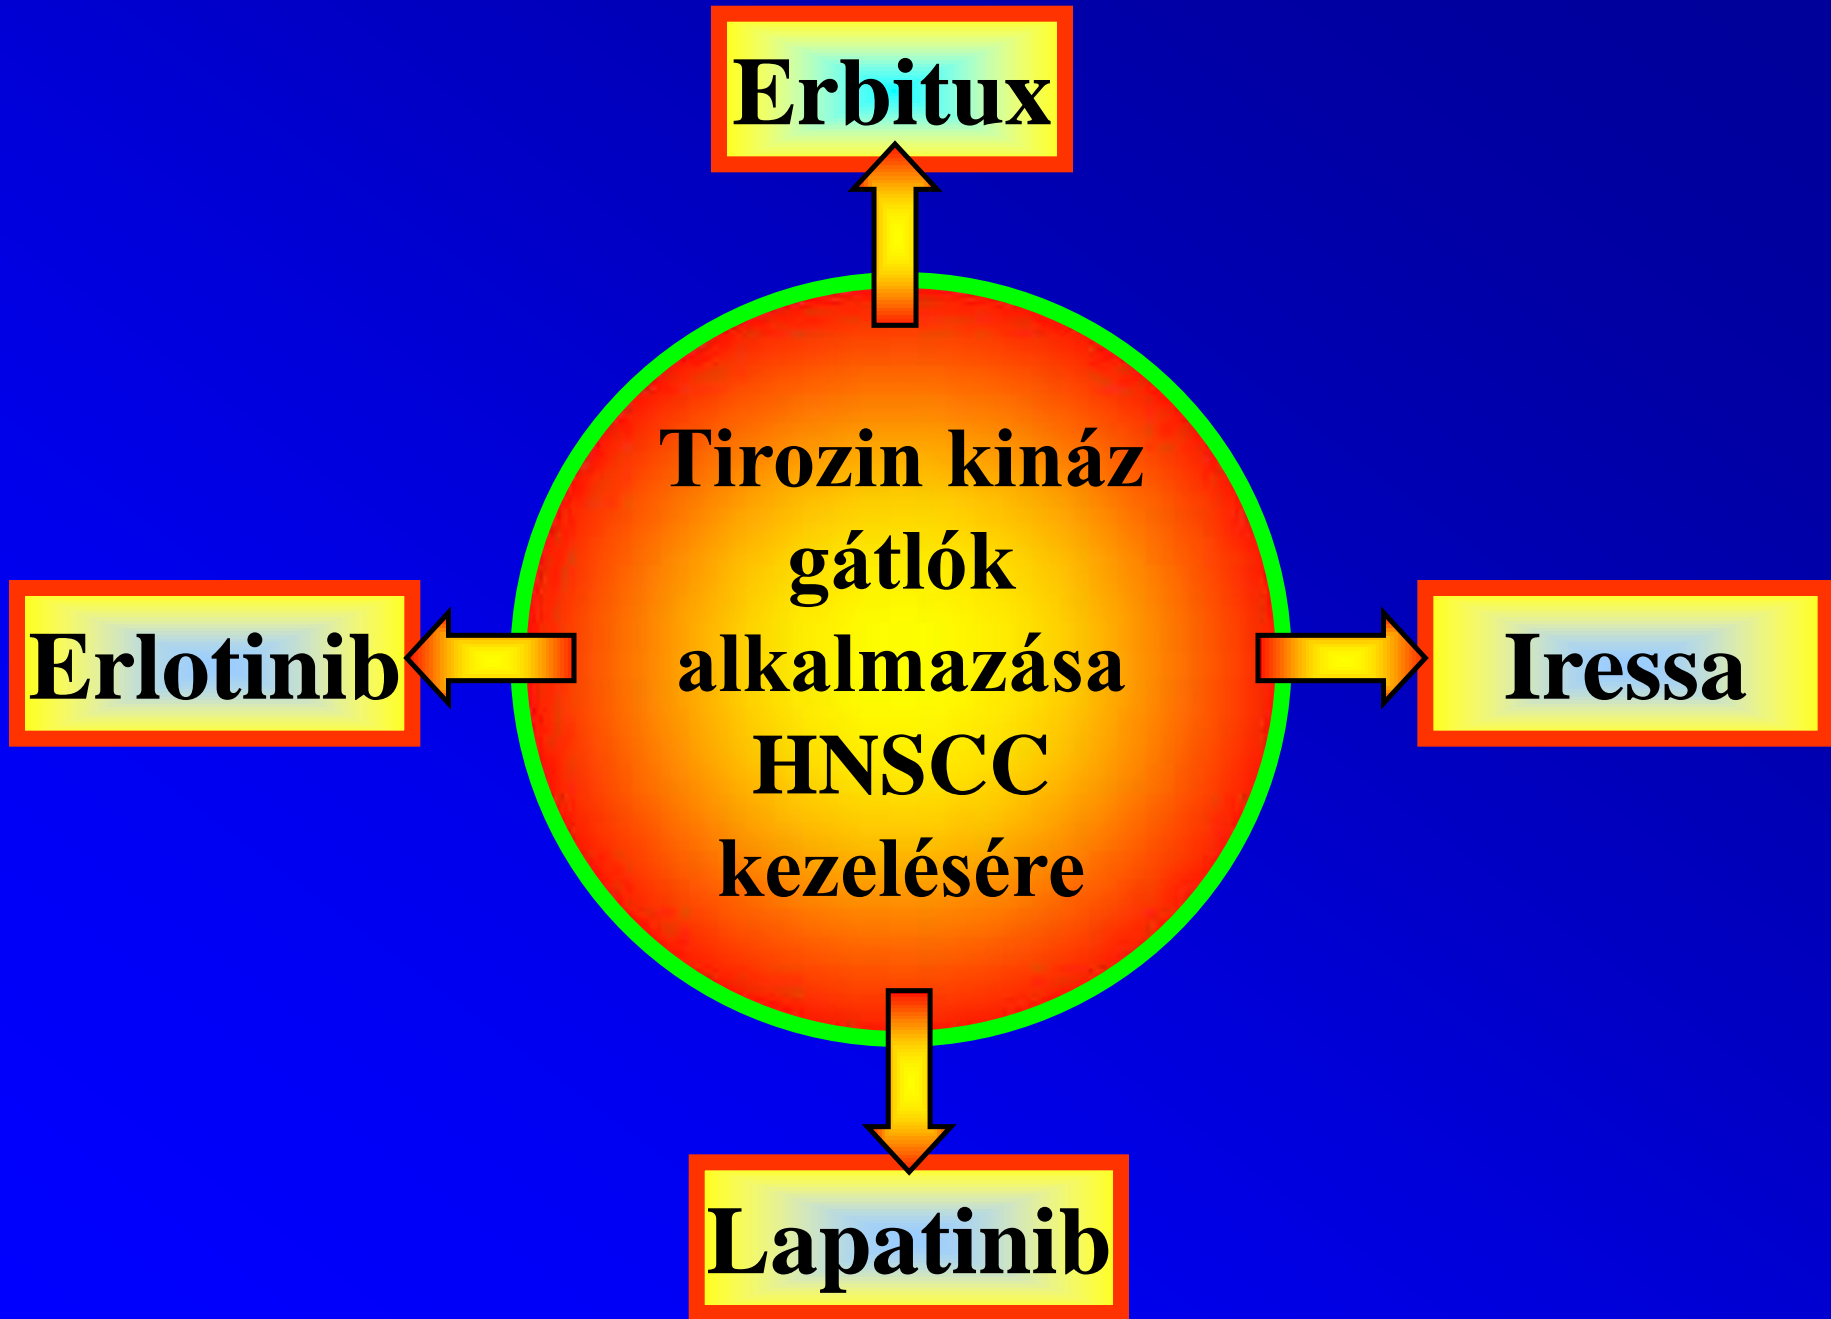 Erbitux
Tirozin kináz
gátlók
alkalmazása
HNSCC
kezelésére
Erlotinib
Iressa
Lapatinib